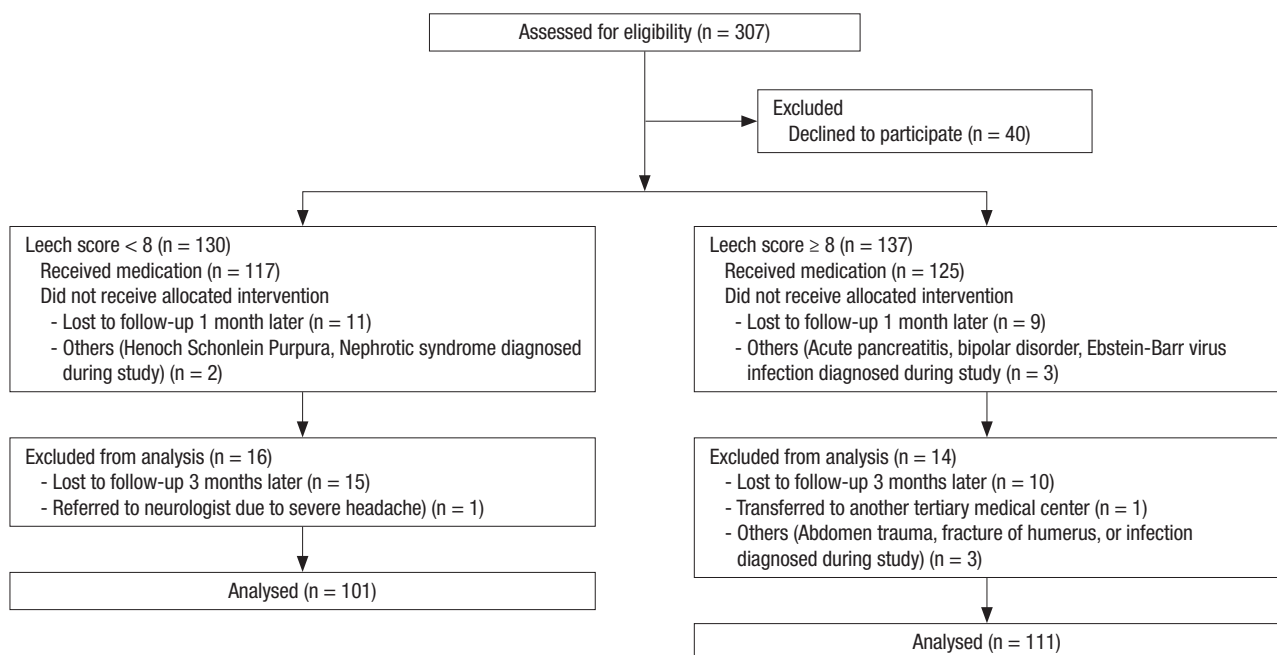 Assessed for eligibility (n = 307)
Excluded
Declined to participate (n = 40)
Leech score < 8 (n = 130)
Received medication (n = 117)
Did not receive allocated intervention
- Lost to follow-up 1 month later (n = 11)
- Others (Henoch Schonlein Purpura, Nephrotic syndrome diagnosed
during study) (n = 2)
Excluded from analysis (n = 16)
- Lost to follow-up 3 months later (n = 15)
- Referred to neurologist due to severe headache) (n = 1)
Analysed (n = 101)
Leech score ≥ 8 (n = 137)
Received medication (n = 125)
Did not receive allocated intervention
- Lost to follow-up 1 month later (n = 9)
- Others (Acute pancreatitis, bipolar disorder, Ebstein-Barr virus
infection diagnosed during study (n = 3)
Excluded from analysis (n = 14)
- Lost to follow-up 3 months later (n = 10)
- Transferred to another tertiary medical center (n = 1)
- Others (Abdomen trauma, fracture of humerus, or infection
diagnosed during study) (n = 3)
Analysed (n = 111)